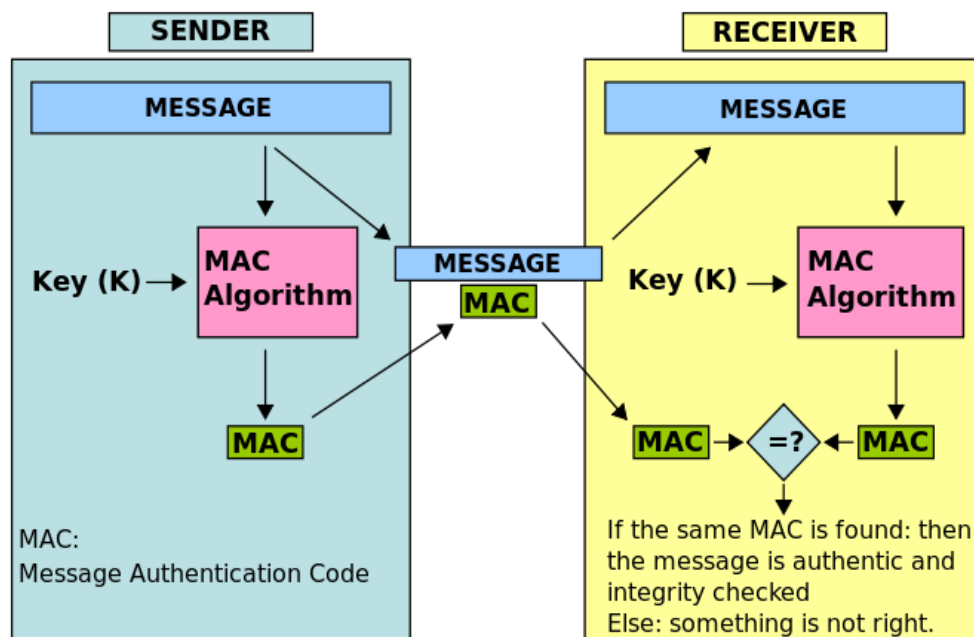 SENDER
RECEIVER
MESSAGE
MESSAGE
Key (K)
MAC
Algorithm
MESSAGE
MAC
Key (K)
MAC
Algorithm
MAC
MAC
=?
MAC
MAC:
Message Authentication Code
If the same MAC is found: then
the message is authentic and
integrity checked
Else: something is not right.